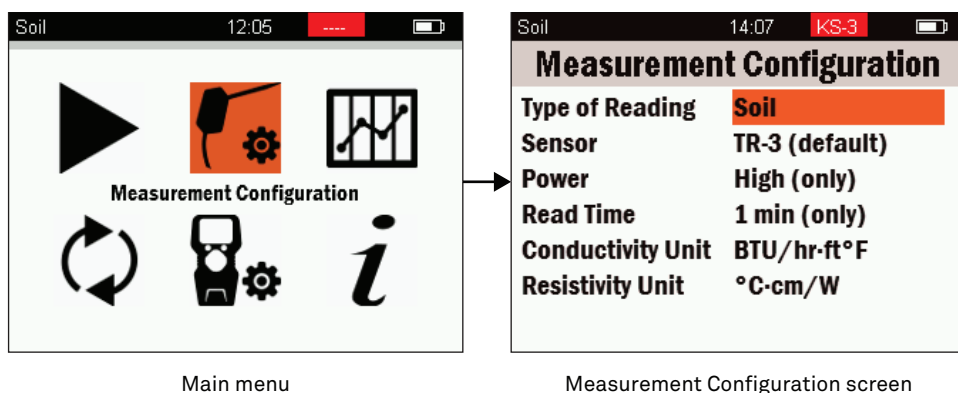 Soil 12:05 ----
Measurement Configuration
i
Main menu
Soil 14:07 KS-3
Measurement Configuration
Type of Reading Soil
Sensor TR-3 (default)
Power High (only)
Read Time 1 min (only)
Conductivity Unit BTU/hr·ft°F
Resistivity Unit °C·cm/W
Measurement Configuration screen